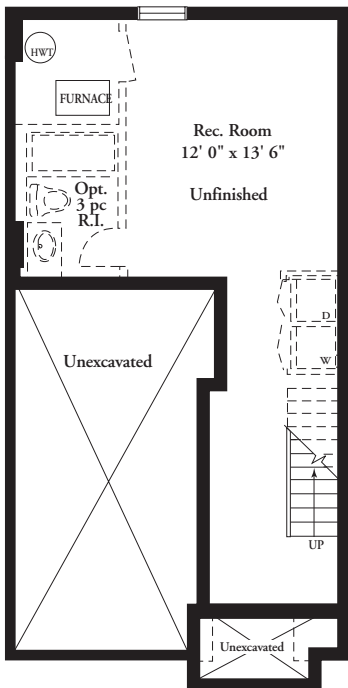 HWT
FURNACE
Rec. Room
12' 0" x 13' 6"
Unfinished
Opt.
3 pc
R.I.
D
W
Unexcavated
UP
Unexcavated